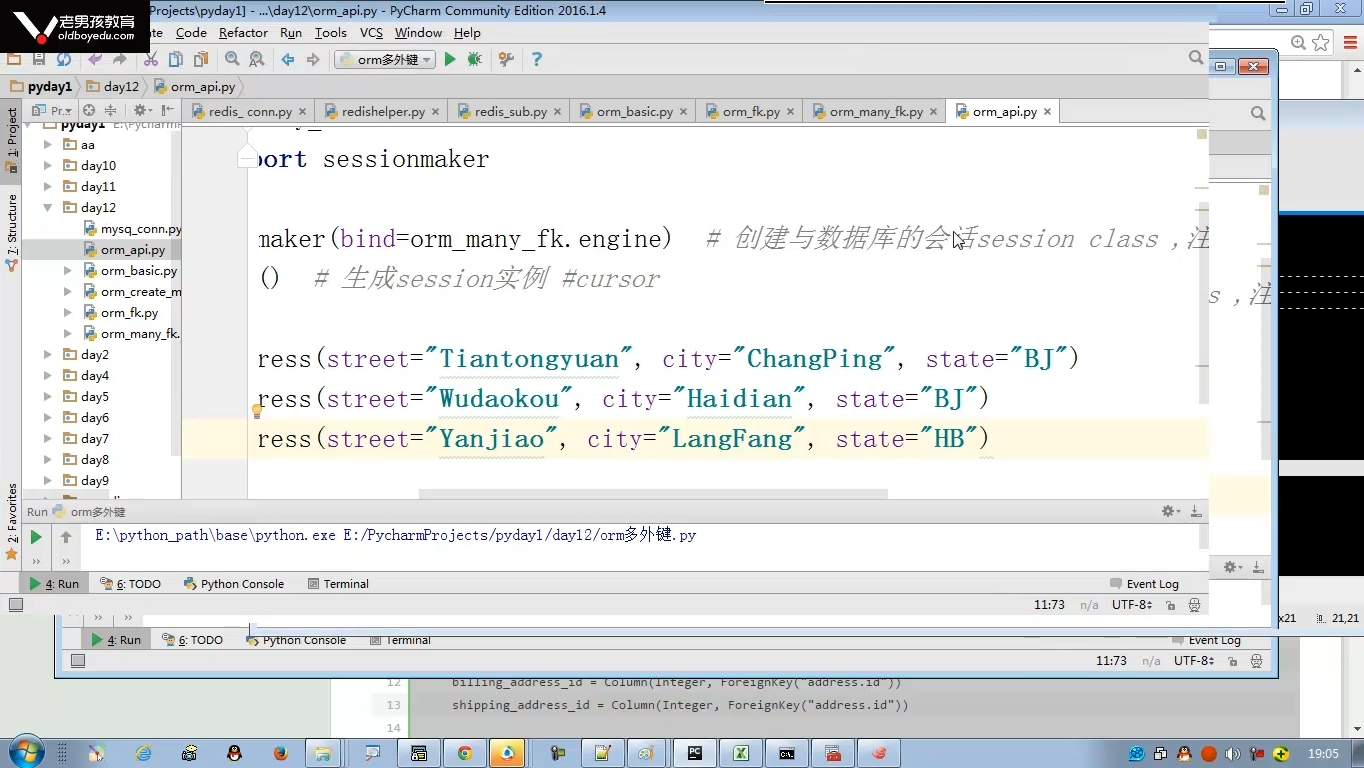 老男孩教育
oldboyedu.com
Projects\pyday1] - ...\day12\orm_api.py - PyCharm Community Edition 2016.1.4
Code Refactor Run Tools VCS Window Help
orm多外键
pyday1 day12 orm_api.py
Pr... redis_conn.py redishelper.py redis_sub.py orm_basic.py orm_fk.py orm_many_fk.py orm_api.py
1: Project
7: Structure
2: Favorites
pyday1
aa
day10
day11
day12
mysq_conn.py
orm_api.py
orm_basic.py
orm_create_m
orm_fk.py
orm_many_fk.
day2
day4
day5
day6
day7
day8
day9
port sessionmaker
maker(bind=orm_many_fk.engine) # 创建与数据库的会话session class ,注
() # 生成session实例 #cursor
s ,注
ress(street="Tiantongyuan", city="ChangPing", state="BJ")
ress(street="Wudaokou", city="Haidian", state="BJ")
ress(street="Yanjiao", city="LangFang", state="HB")
Run orm多外键
E:\python_path\base\python.exe E:/PycharmProjects/pyday1/day12/orm多外键.py
4: Run 6: TODO Python Console Terminal Event Log
11:73 n/a UTF-8
x21 21,21
4: Run 6: TODO Python Console Terminal Event Log
11:73 n/a UTF-8
12 billing_address_id = Column(Integer, ForeignKey("address.id"))
13 shipping_address_id = Column(Integer, ForeignKey("address.id"))
14
19:05